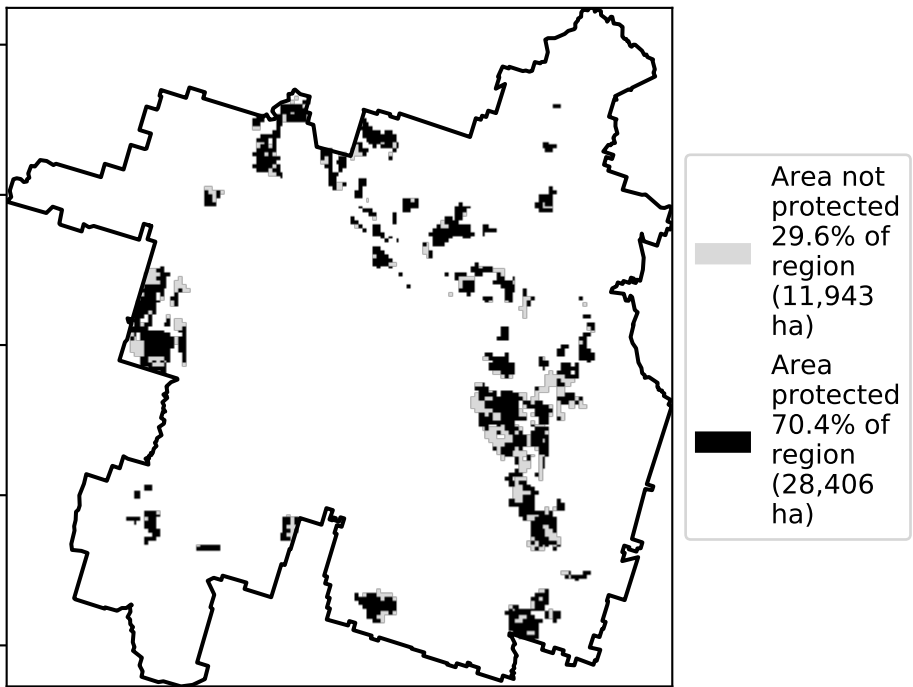 Area not
protected
29.6% of
region
(11,943
ha)
Area
protected
70.4% of
region
(28,406
ha)